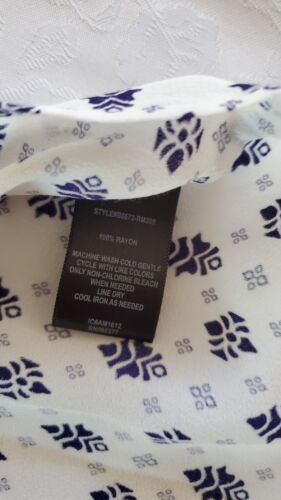 100% RAYON
MACHINE WASH COLD GENTLE
CYCLE WITH LIKE COLORS
ONLY NON-CHLORINE BLEACH
WHEN NEEDED
LINE DRY
COOL IRON AS NEEDED